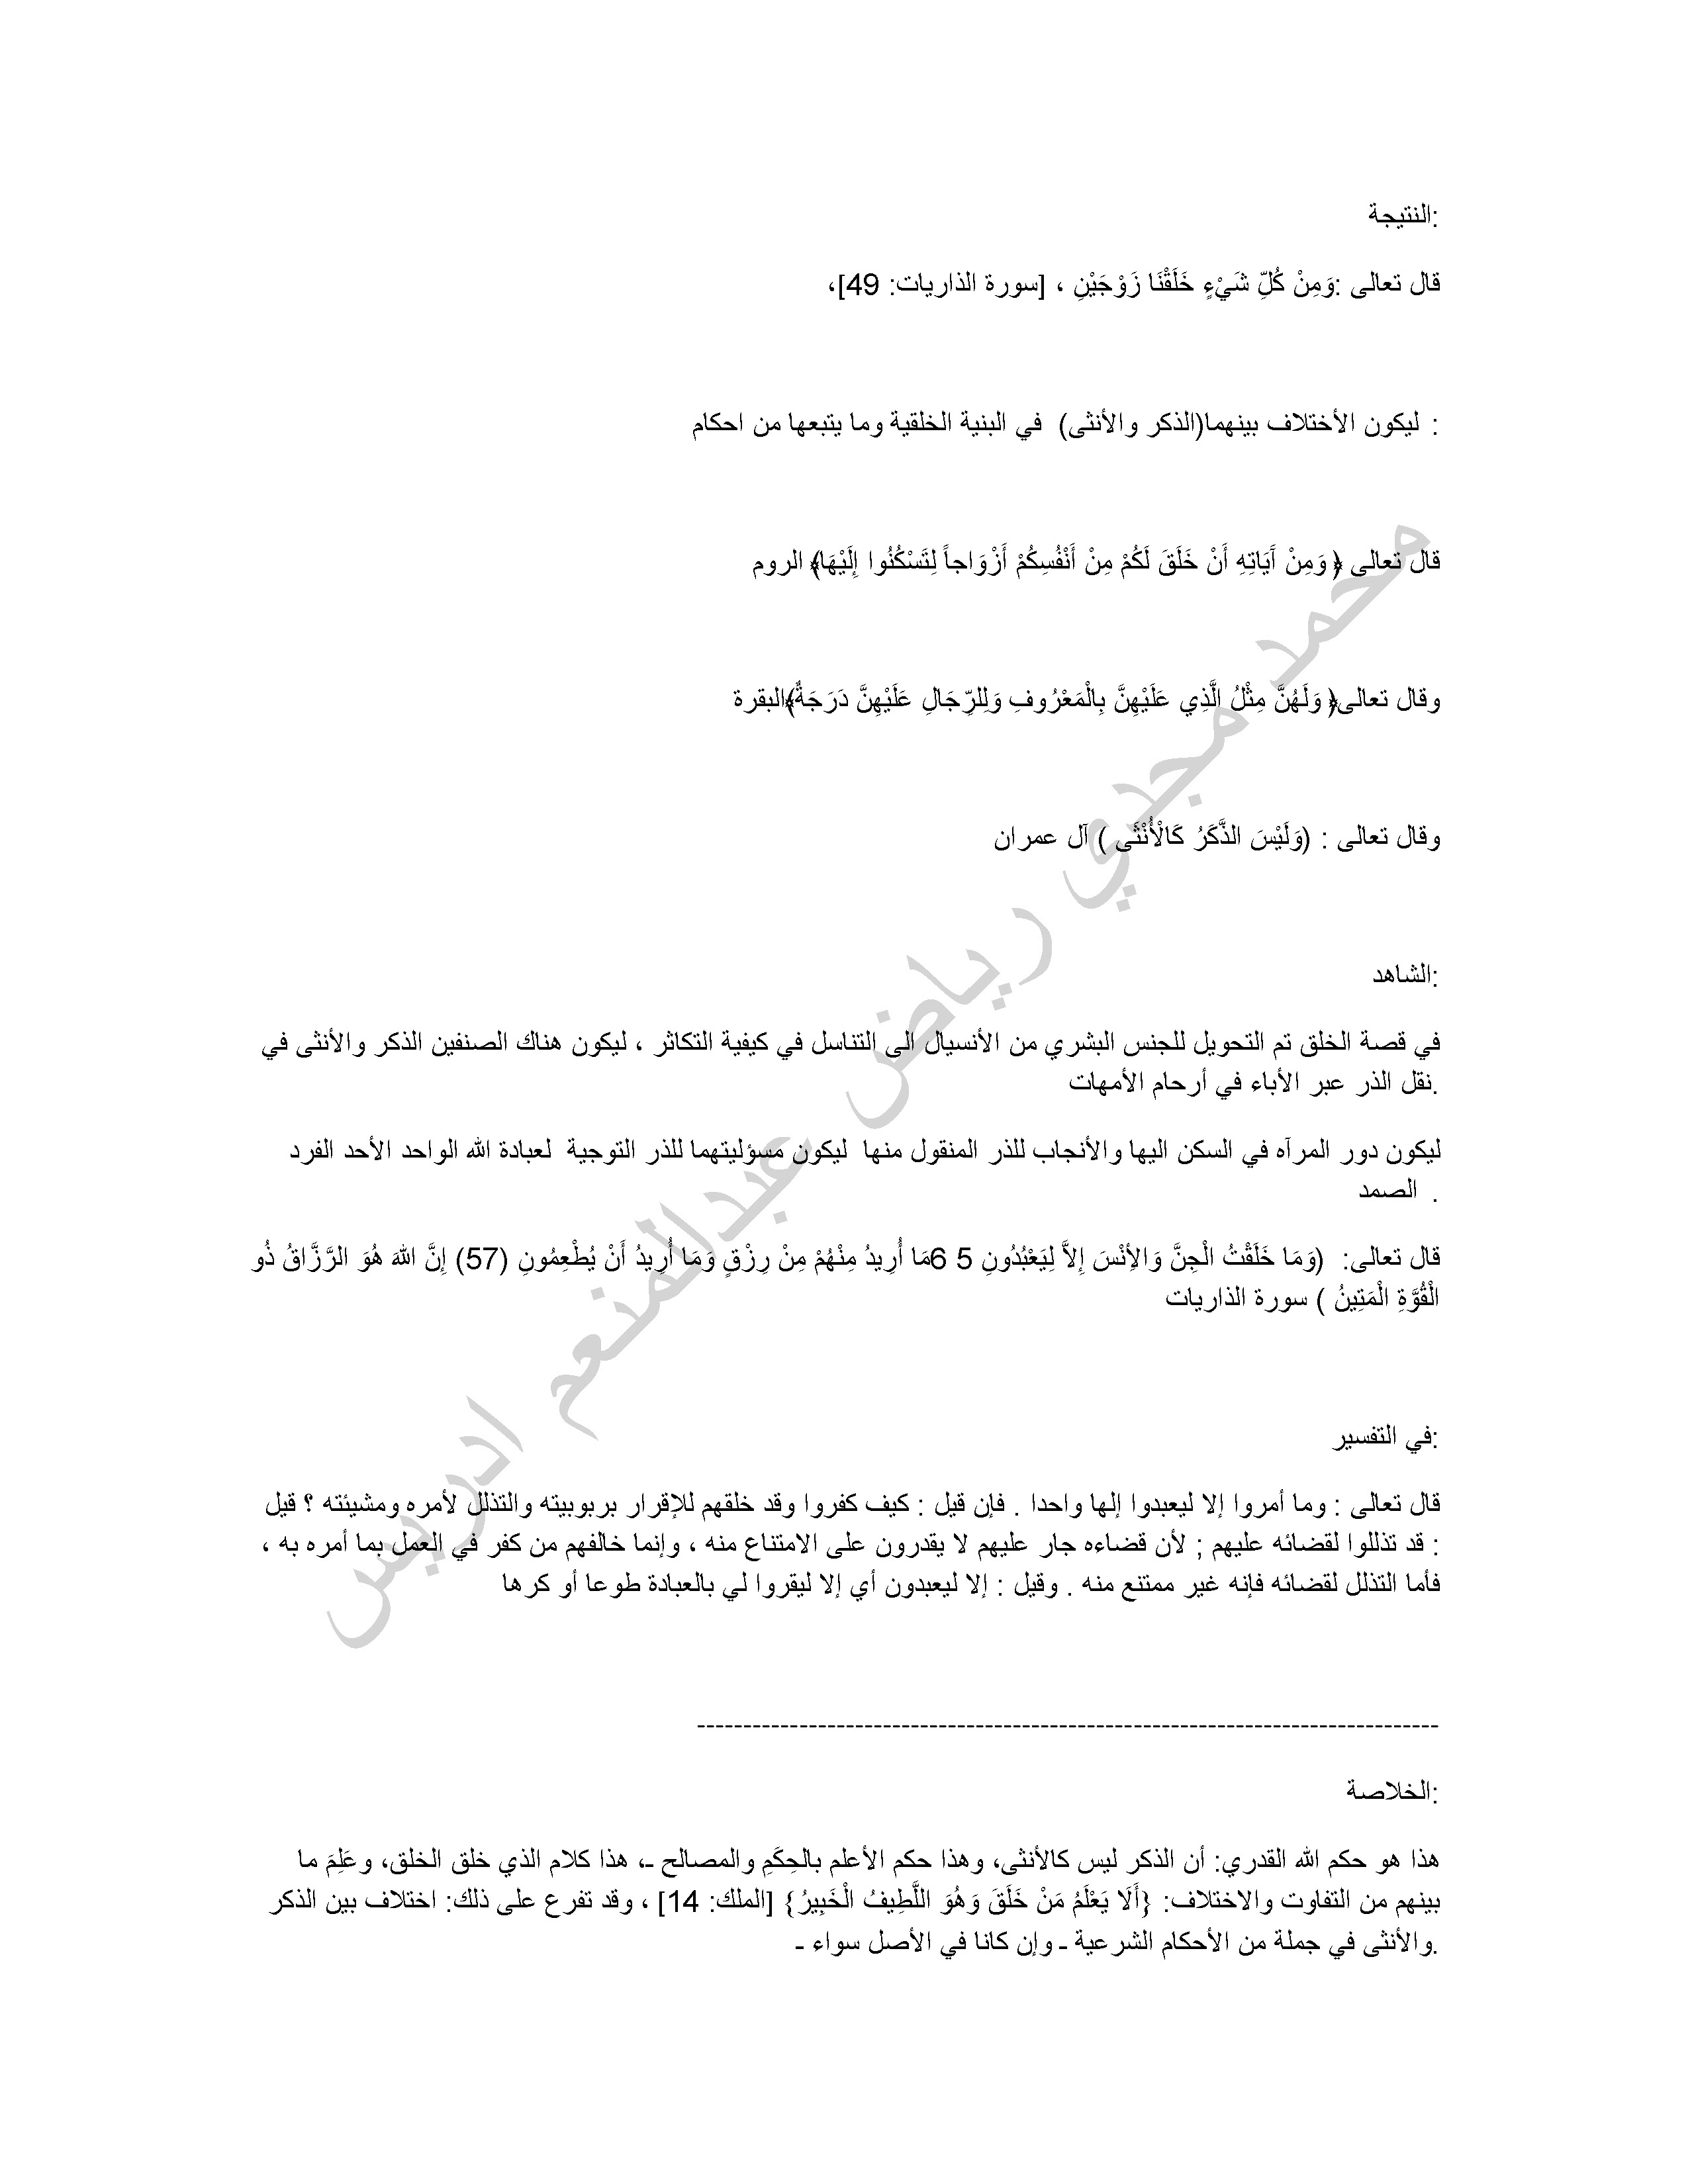 النتيجة:
قال تعالى :وَمِنْ كُلِّ شَيْءٍ خَلَقْنَا زَوْجَيْنِ ، [سورة الذاريات: 49]،
: ليكون الأختلاف بينهما(الذكر والأنثى) في البنية الخلقية وما يتبعها من احكام
قال تعالى ﴿ وَمِنْ آَيَاتِهِ أَنْ خَلَقَ لَكُمْ مِنْ أَنْفُسِكُمْ أَزْوَاجاً لِتَسْكُنُوا إِلَيْهَا﴾ الروم
وقال تعالى﴿ وَلَهُنَّ مِثْلُ الَّذِي عَلَيْهِنَّ بِالْمَعْرُوفِ وَلِلرِّجَالِ عَلَيْهِنَّ دَرَجَةٌ﴾البقرة
وقال تعالى : (وَلَيْسَ الذَّكَرُ كَالْأُنْثَى ) آل عمران
الشاهد:
في قصة الخلق تم التحويل للجنس البشري من الأنسيال الى التناسل في كيفية التكاثر ، ليكون هناك الصنفين الذكر والأنثى في
نقل الذر عبر الأباء في أرحام الأمهات.
ليكون دور المرآه في السكن اليها والأنجاب للذر المنقول منها ليكون مسؤليتهما للذر التوجية لعبادة الله الواحد الأحد الفرد
الصمد .
قال تعالى: (وَمَا خَلَقْتُ الْجِنَّ وَالإِنْسَ إِلاَّ لِيَعْبُدُونِ 5 6مَا أُرِيدُ مِنْهُمْ مِنْ رِزْقٍ وَمَا أُرِيدُ أَنْ يُطْعِمُونِ (57) إِنَّ اللهَ هُوَ الرَّزَّاقُ ذُو
الْقُوَّةِ الْمَتِينُ ) سورة الذاريات
في التفسير:
قال تعالى : وما أمروا إلا ليعبدوا إلها واحدا . فإن قيل : كيف كفروا وقد خلقهم للإقرار بربوبيته والتذلل لأمره ومشيئته ؟ قيل
: قد تذللوا لقضائه عليهم ; لأن قضاءه جار عليهم لا يقدرون على الامتناع منه ، وإنما خالفهم من كفر في العمل بما أمره به ،
فأما التذلل لقضائه فإنه غير ممتنع منه . وقيل : إلا ليعبدون أي إلا ليقروا لي بالعبادة طوعا أو كرها
--------------------------------------------------------------------------------
الخلاصة:
هذا هو حكم الله القدري: أن الذكر ليس كالأنثى، وهذا حكم الأعلم بالحِكَمِ والمصالح ـ، هذا كلام الذي خلق الخلق، وعَلِمَ ما
بينهم من التفاوت والاختلاف: {أَلَا يَعْلَمُ مَنْ خَلَقَ وَهُوَ اللَّطِيفُ الْخَبِيرُ} [الملك: 14] ، وقد تفرع على ذلك: اختلاف بين الذكر
والأنثى في جملة من الأحكام الشرعية ـ وإن كانا في الأصل سواء ـ.
محمد مجدي رياض عبدالمنعم ادريس